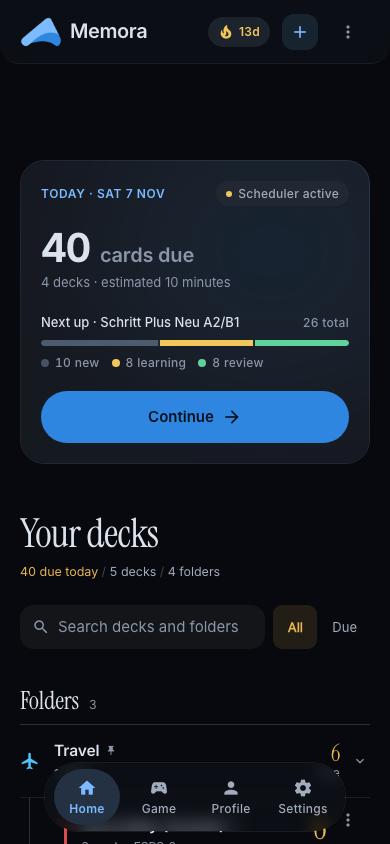 Memora
13d
TODAY · SAT 7 NOV
Scheduler active
40 cards due
4 decks · estimated 10 minutes
Next up · Schritt Plus Neu A2/B1
26 total
10 new
8 learning
8 review
Continue
Your decks
40 due today / 5 decks / 4 folders
Search decks and folders
All
Due
Folders 3
Travel
6
Home
Game
Profile
Settings